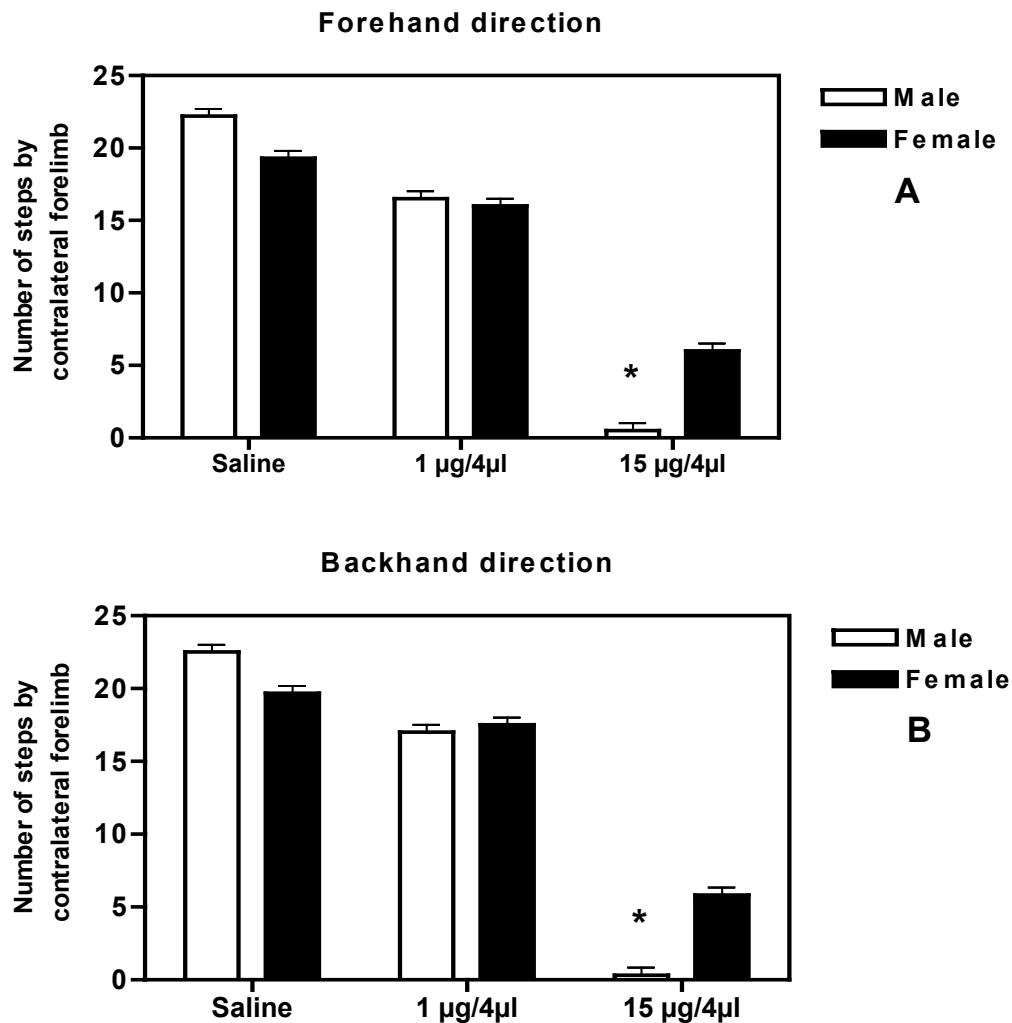 Forehand direction
Number of steps by
contralateral forelimb
25
20
15
10
5
0
*
Saline
1 µg/4µl
15 µg/4µl
Male
Female
A
Backhand direction
Number of steps by
contralateral forelimb
25
20
15
10
5
0
*
Saline
1 µg/4µl
15 µg/4µl
Male
Female
B